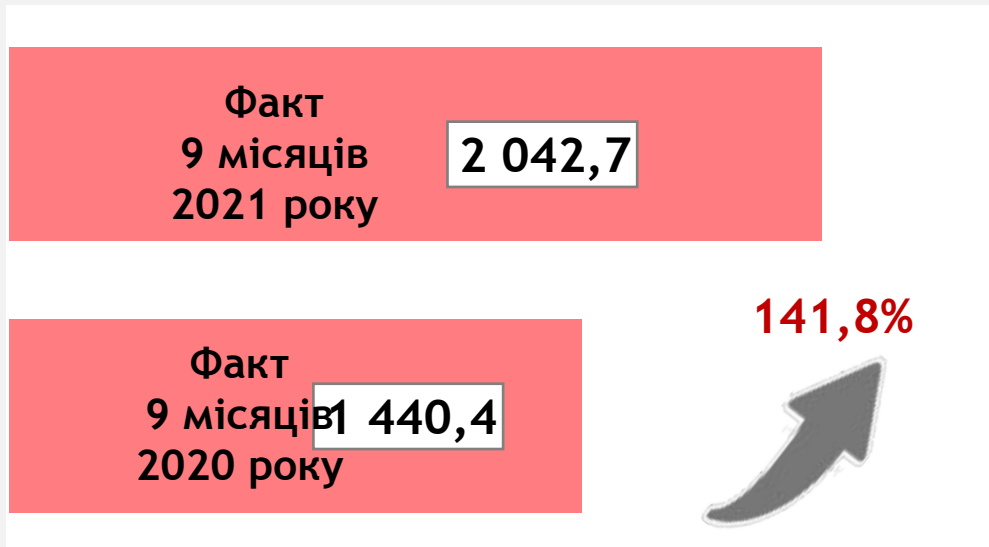 Факт
9 місяців
2021 року
2 042,7
141,8%
Факт
9 місяців
2020 року
1 440,4